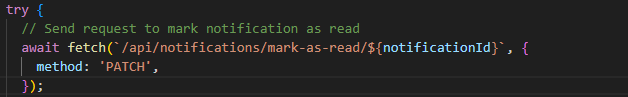 try {
  // Send request to mark notification as read
  await fetch(`/api/notifications/mark-as-read/${notificationId}`, {
    method: 'PATCH',
  });